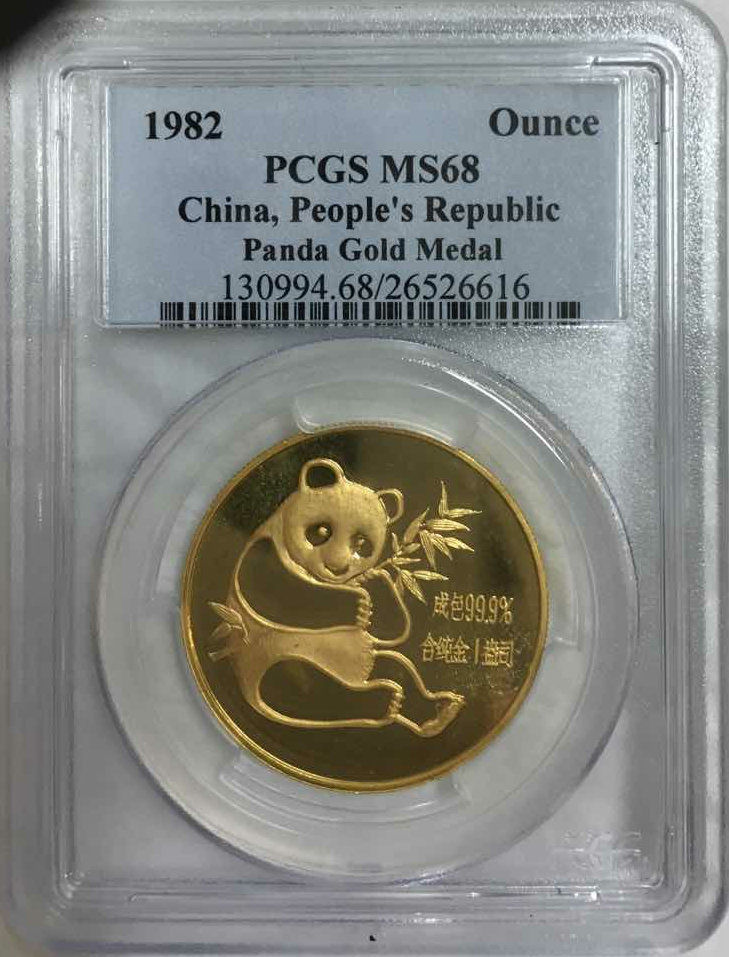 1982 Ounce
PCGS MS68
China, People's Republic
Panda Gold Medal
130994.68/26526616
成色99.9%
含纯金1盎司